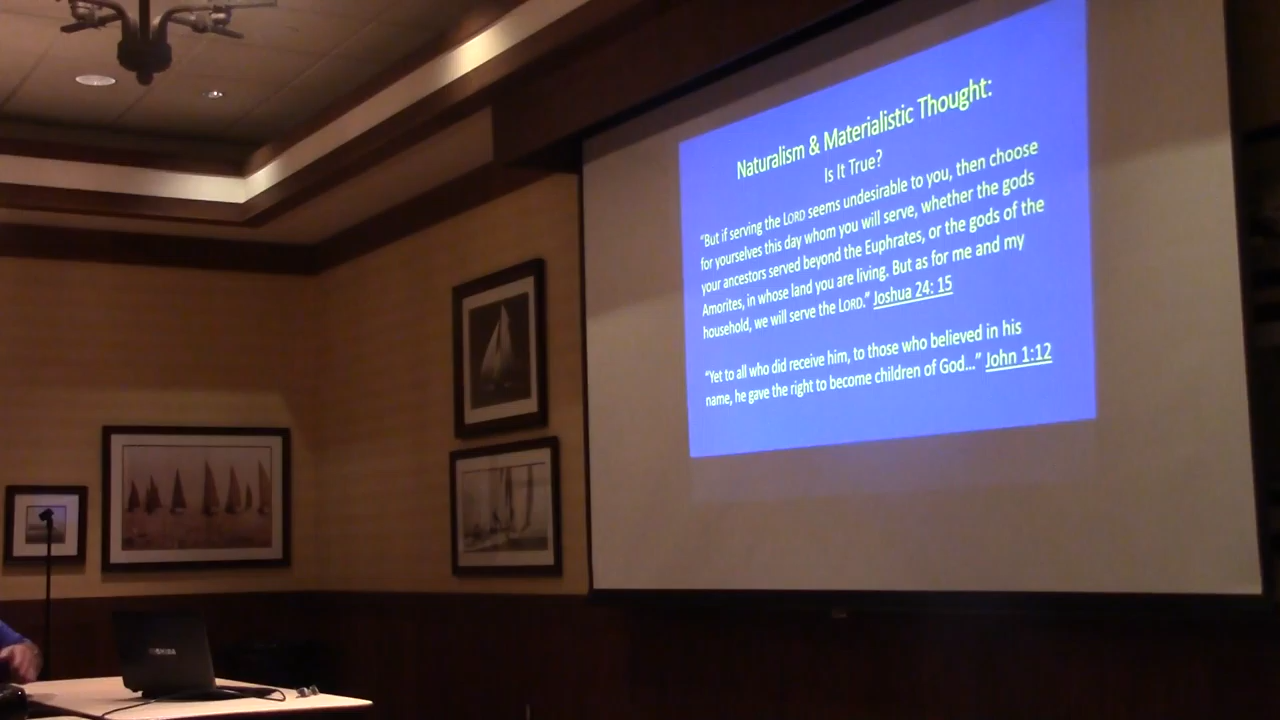 Naturalism & Materialistic Thought:
Is It True?
“But if serving the LORD seems undesirable to you, then choose
for yourselves this day whom you will serve, whether the gods
your ancestors served beyond the Euphrates, or the gods of the
Amorites, in whose land you are living. But as for me and my
household, we will serve the LORD.” Joshua 24: 15
“Yet to all who did receive him, to those who believed in his
name, he gave the right to become children of God...” John 1:12
TOSHIBA